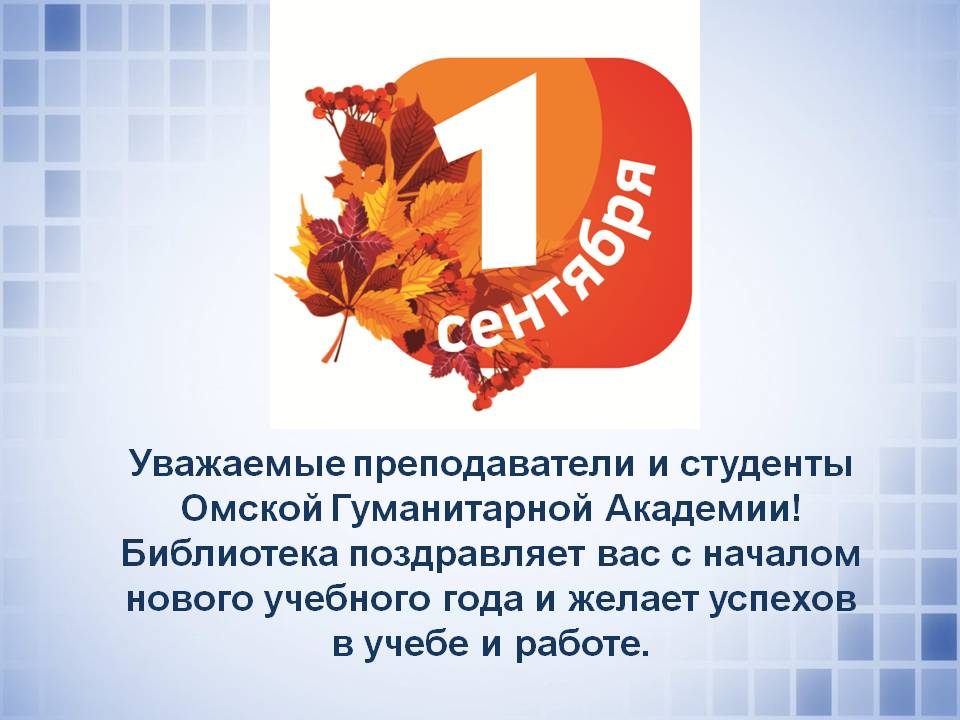 1
сентября
Уважаемые преподаватели и студенты
Омской Гуманитарной Академии!
Библиотека поздравляет вас с началом
нового учебного года и желает успехов
в учебе и работе.